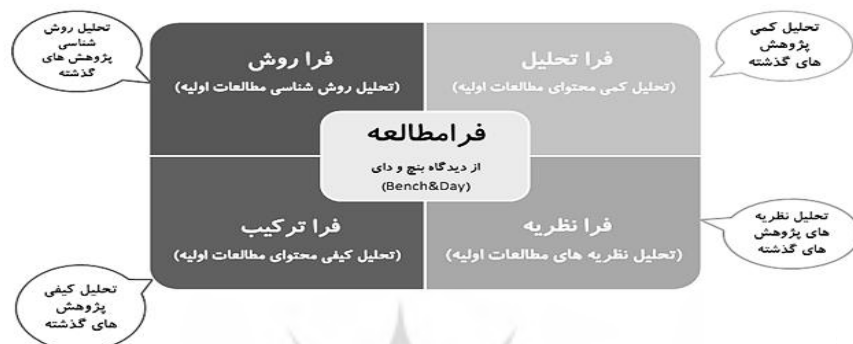 تحلیل کمی
پژوهش
های گذشته
فرا تحلیل
(تحلیل کمی محتوای مطالعات اولیه)
فرا روش
(تحلیل روش شناسی مطالعات اولیه)
تحلیل روش
شناسی
پژوهش های
گذشته
فرامطالعه
از دیدگاه بنچ و دای
(Bench&Day)
تحلیل نظریه
های پژوهش
های گذشته
فرا نظریه
(تحلیل نظریه های مطالعات اولیه)
فرا ترکیب
(تحلیل کیفی محتوای مطالعات اولیه)
تحلیل کیفی
پژوهش
های گذشته